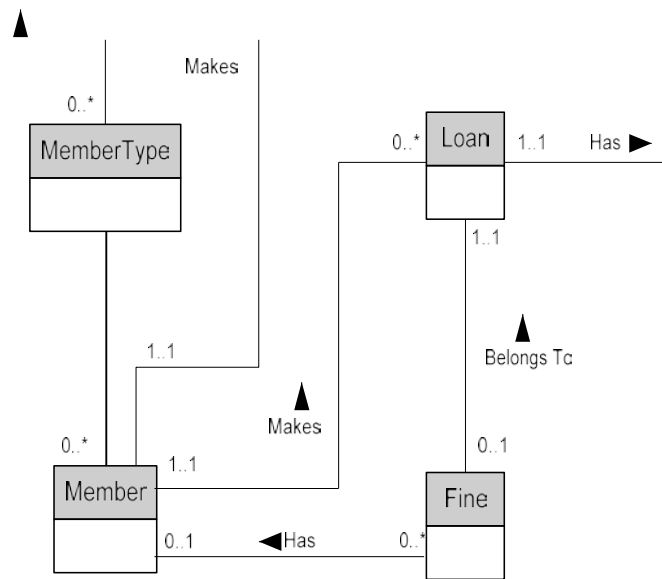 Makes
0..*
MemberType
0..*
Loan
1..1
Has
1..1
1..1
Belongs To
Makes
0..*
1..1
0..1
Member
Fine
0..1
Has
0..*